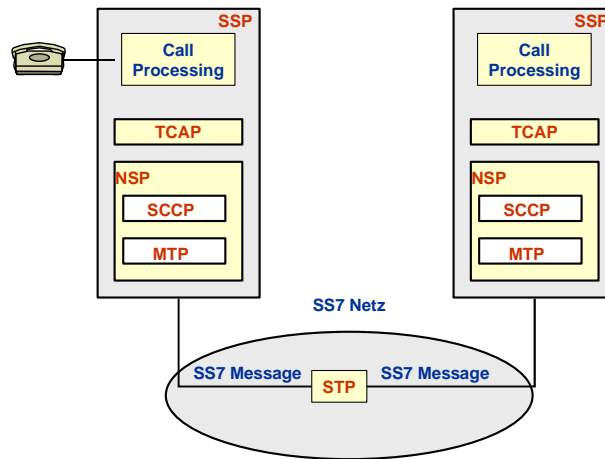 SSP
Call
Processing
TCAP
NSP
SCCP
MTP
SSP
Call
Processing
TCAP
NSP
SCCP
MTP
SS7 Netz
SS7 Message
STP
SS7 Message